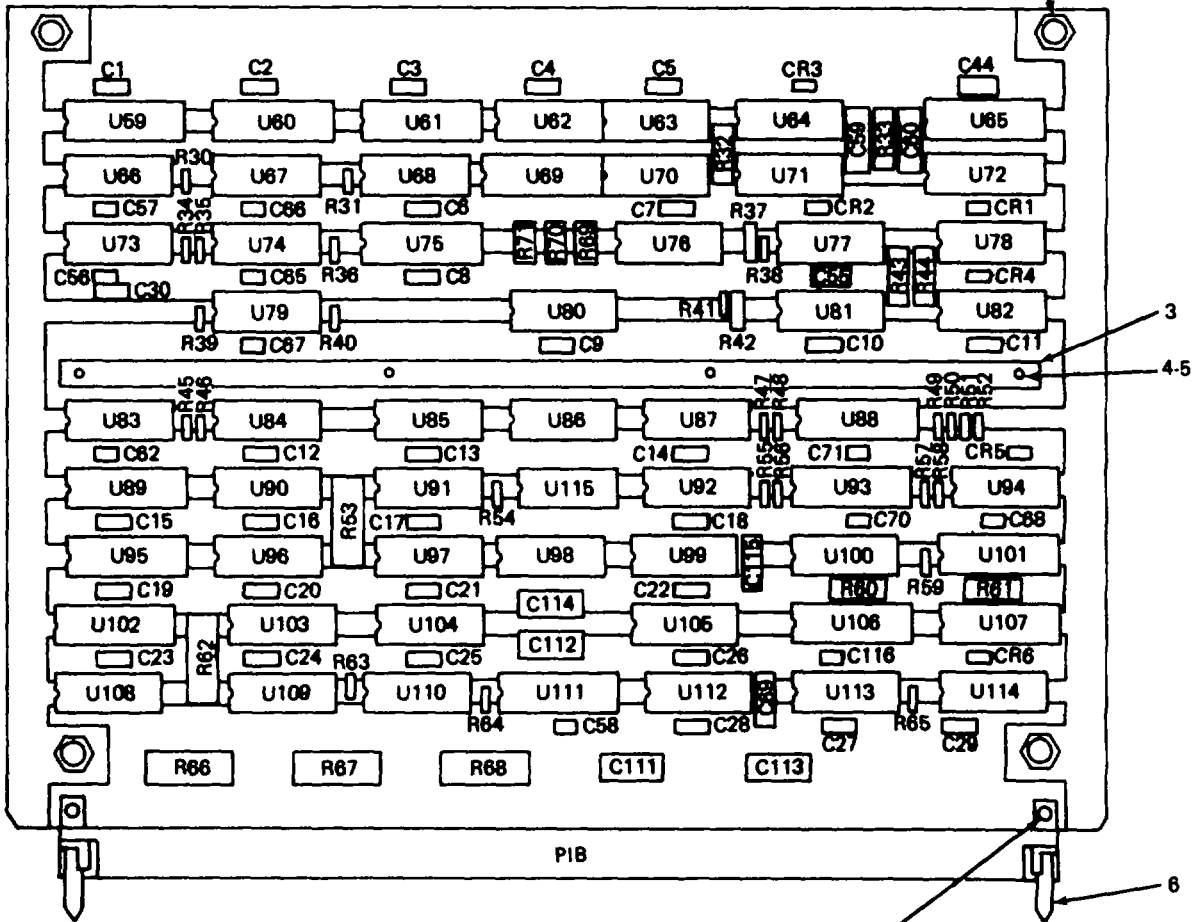 C1 C2 C3 C4 C5 CR3 C44
U59 U60 U61 U62 U63 U64 U65
R32 C59 R33 C60
R30
U66 U67 U68 U69 U70 U71 U72
R31
C57 C66 C6 C7 CR2 CR1
R34 R35 R37
U73 U74 U75 R71 R70 R69 U76 U77 U78
R36 R38
C56 C65 C8 C55 R43 R44 CR4
C30
U79 U80 R41 U81 U82
R39 R40 R42
C67 C9 C10 C11
3
4-5
R45 R46 R47 R48 R49 R50 R51 R52
U83 U84 U85 U86 U87 U88
C62 C12 C13 C14 C71 CR5
R55 R56 R57 R58
U89 U90 R53 U91 U115 U92 U93 U94
R54
C15 C16 C17 C18 C70 C68
U95 U96 U97 U98 U99 C115 U100 U101
R59
C19 C20 C21 C22 R60 R61
C114
U102 U103 U104 U105 U106 U107
C112
C23 R62 C24 R63 C25 C26 C116 CR6
U108 U109 U110 U111 U112 U113 U114
R64 R65
C58 C28 C27 C29
R66 R67 R68 C111 C113
PIB
6